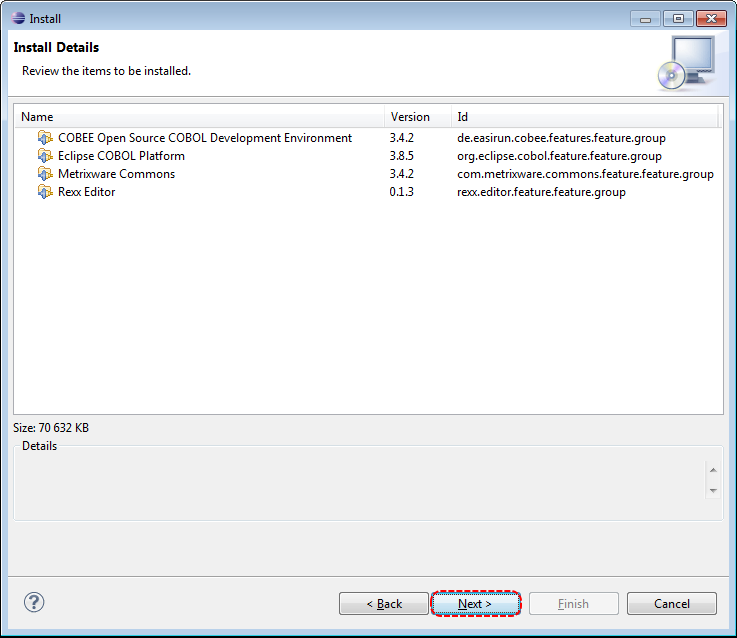 Install
Install Details
Review the items to be installed.
Name Version Id
COBEE Open Source COBOL Development Environment 3.4.2 de.easirun.cobee.features.feature.group
Eclipse COBOL Platform 3.8.5 org.eclipse.cobol.feature.feature.group
Metrixware Commons 3.4.2 com.metrixware.commons.feature.feature.group
Rexx Editor 0.1.3 rexx.editor.feature.feature.group
Size: 70 632 KB
Details
? < Back Next > Finish Cancel